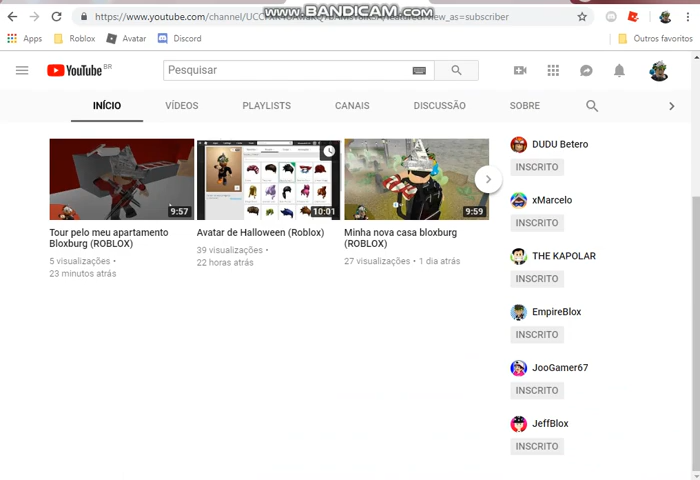 https://www.youtube.com/channel/
featured?view_as=subscriber
www.BANDICAM.com
Apps
Roblox
Avatar
Discord
Outros favoritos
YouTube BR
Pesquisar
INÍCIO
VÍDEOS
PLAYLISTS
CANAIS
DISCUSSÃO
SOBRE
9:57
10:01
9:59
Tour pelo meu apartamento
Bloxburg (ROBLOX)
5 visualizações •
23 minutos atrás
Avatar de Halloween (Roblox)
39 visualizações •
22 horas atrás
Minha nova casa bloxburg
(ROBLOX)
27 visualizações • 1 dia atrás
DUDU Betero
INSCRITO
xMarcelo
INSCRITO
THE KAPOLAR
INSCRITO
EmpireBlox
INSCRITO
JooGamer67
INSCRITO
JeffBlox
INSCRITO